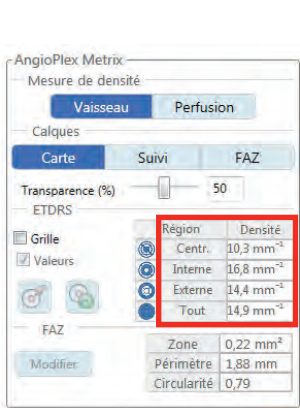 AngioPlex Metrix
Mesure de densité
Vaisseau Perfusion
Calques
Carte Suivi FAZ
Transparence (%) 50
ETDRS
Grille
Valeurs
Région Densité
Centr. 10,3 mm⁻¹
Interne 16,8 mm⁻¹
Externe 14,4 mm⁻¹
Tout 14,9 mm⁻¹
FAZ
Modifier
Zone 0,22 mm²
Périmètre 1,88 mm
Circularité 0,79